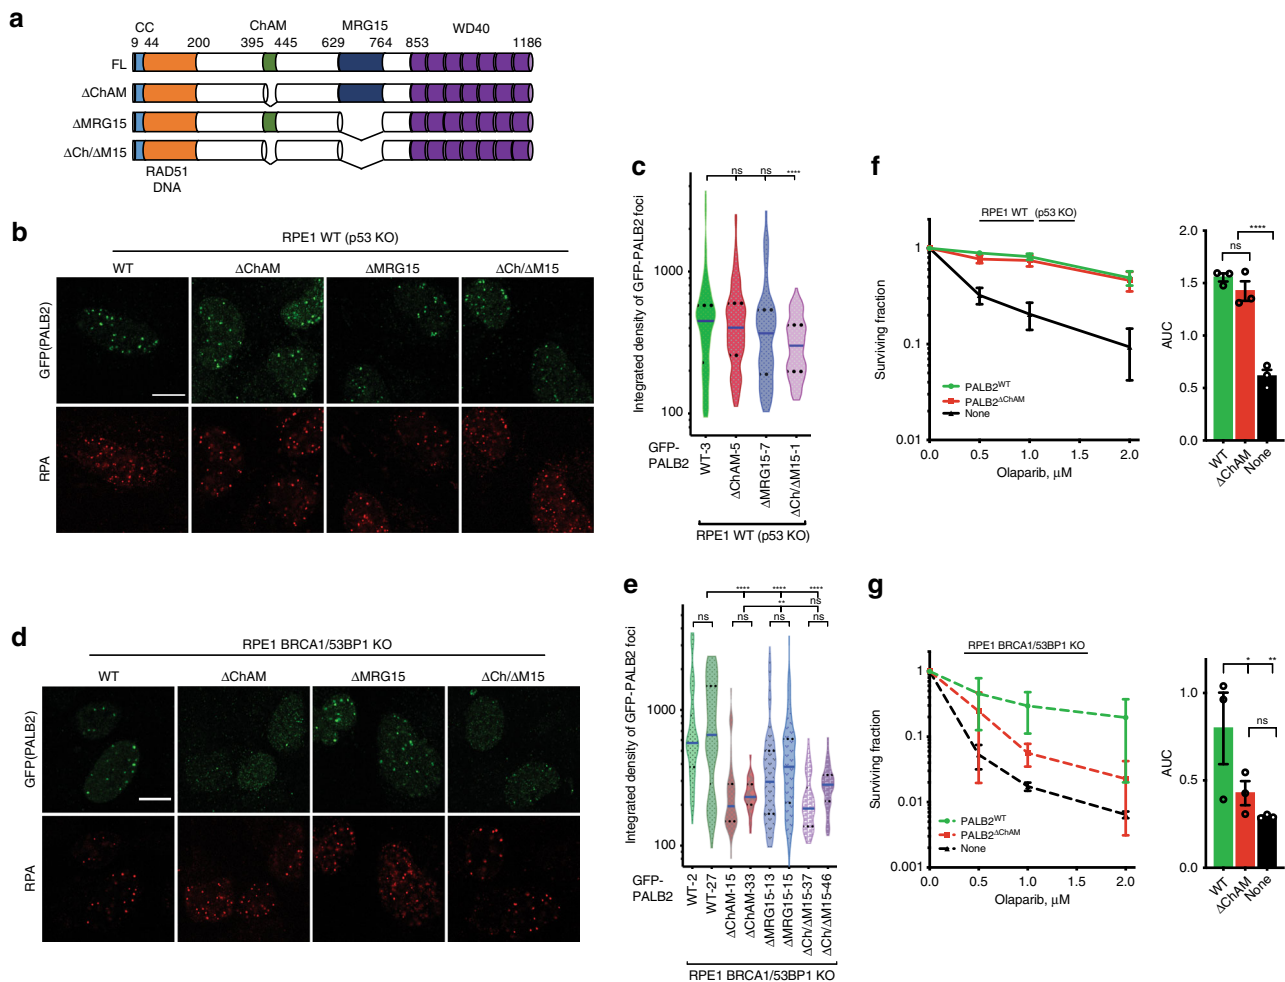 a
CC ChAM MRG15 WD40
9 44 200 395 445 629 764 853 1186
FL
ΔChAM
ΔMRG15
ΔCh/ΔM15
RAD51
DNA
b
RPE1 WT (p53 KO)
WT ΔChAM ΔMRG15 ΔCh/ΔM15
GFP(PALB2)
RPA
c
ns ns ****
Integrated density of GFP-PALB2 foci
1000
100
GFP-
PALB2
WT-3 ΔChAM-5 ΔMRG15-7 ΔCh/ΔM15-1
RPE1 WT (p53 KO)
d
RPE1 BRCA1/53BP1 KO
WT ΔChAM ΔMRG15 ΔCh/ΔM15
GFP(PALB2)
RPA
e
**** **** ****
** ns
ns ns ns ns
Integrated density of GFP-PALB2 foci
1000
100
GFP-
PALB2
WT-2 WT-27 ΔChAM-15 ΔChAM-33 ΔMRG15-13 ΔMRG15-15 ΔCh/ΔM15-37 ΔCh/ΔM15-46
RPE1 BRCA1/53BP1 KO
f
RPE1 WT (p53 KO)
Surviving fraction
1
0.1
0.01
PALB2WT
PALB2ΔChAM
None
0.0 0.5 1.0 1.5 2.0
Olaparib, μM
AUC
2.0
1.5
1.0
0.5
0.0
ns ****
WT ΔChAM None
g
RPE1 BRCA1/53BP1 KO
Surviving fraction
1
0.1
0.01
0.001
PALB2WT
PALB2ΔChAM
None
0.0 0.5 1.0 1.5 2.0
Olaparib, μM
AUC
1.0
0.5
0.0
* **
ns
WT ΔChAM None